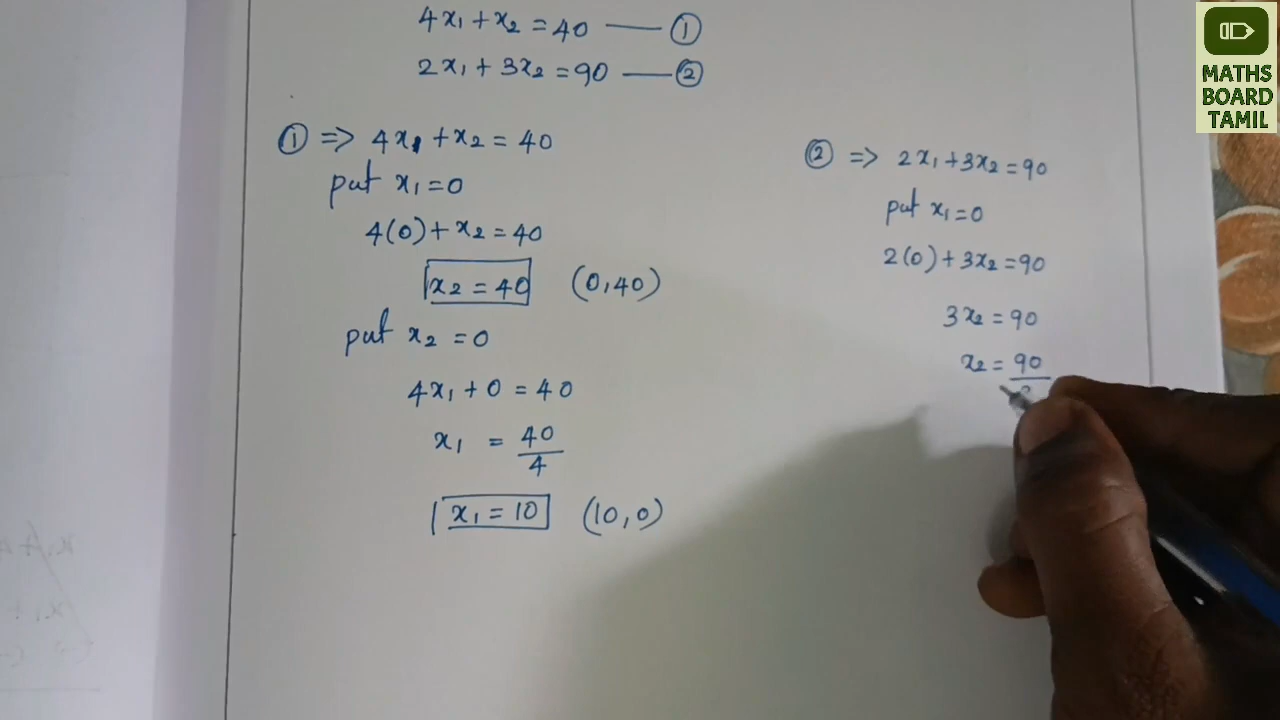 4x₁ + x₂ = 40 —— ①
2x₁ + 3x₂ = 90 —— ②
① => 4x₁ + x₂ = 40
put x₁ = 0
4(0) + x₂ = 40
x₂ = 40 (0,40)
put x₂ = 0
4x₁ + 0 = 40
x₁ = 40/4
x₁ = 10 (10,0)
② => 2x₁ + 3x₂ = 90
put x₁ = 0
2(0) + 3x₂ = 90
3x₂ = 90
x₂ = 90
MATHS
BOARD
TAMIL